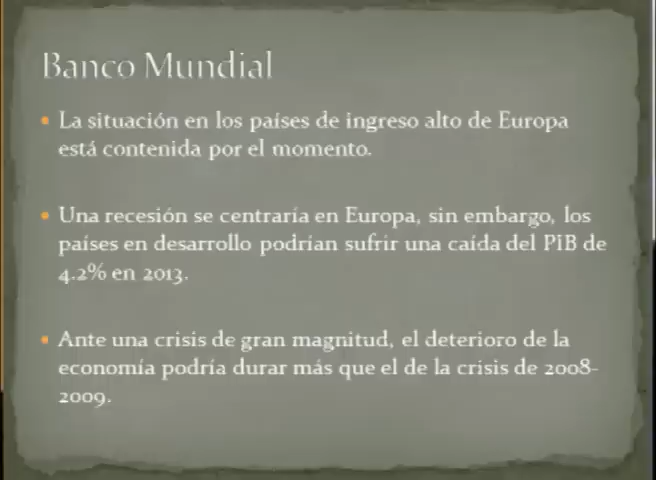 Banco Mundial
La situación en los países de ingreso alto de Europa
está contenida por el momento.
Una recesión se centraría en Europa, sin embargo, los
países en desarrollo podrían sufrir una caída del PIB de
4.2% en 2013.
Ante una crisis de gran magnitud, el deterioro de la
economía podría durar más que el de la crisis de 2008-
2009.